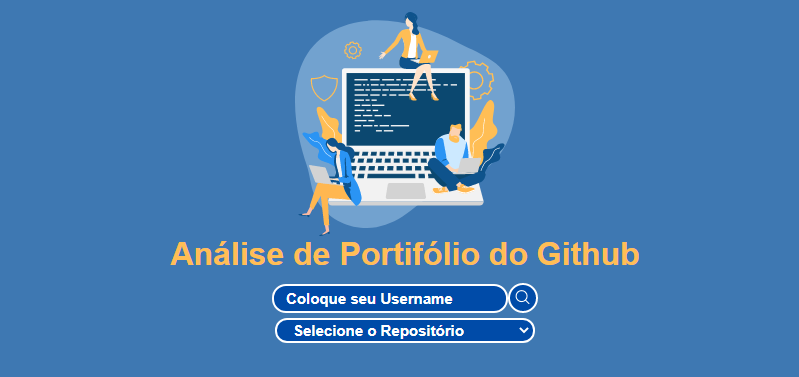 Análise de Portifólio do Github
Coloque seu Username
Selecione o Repositório